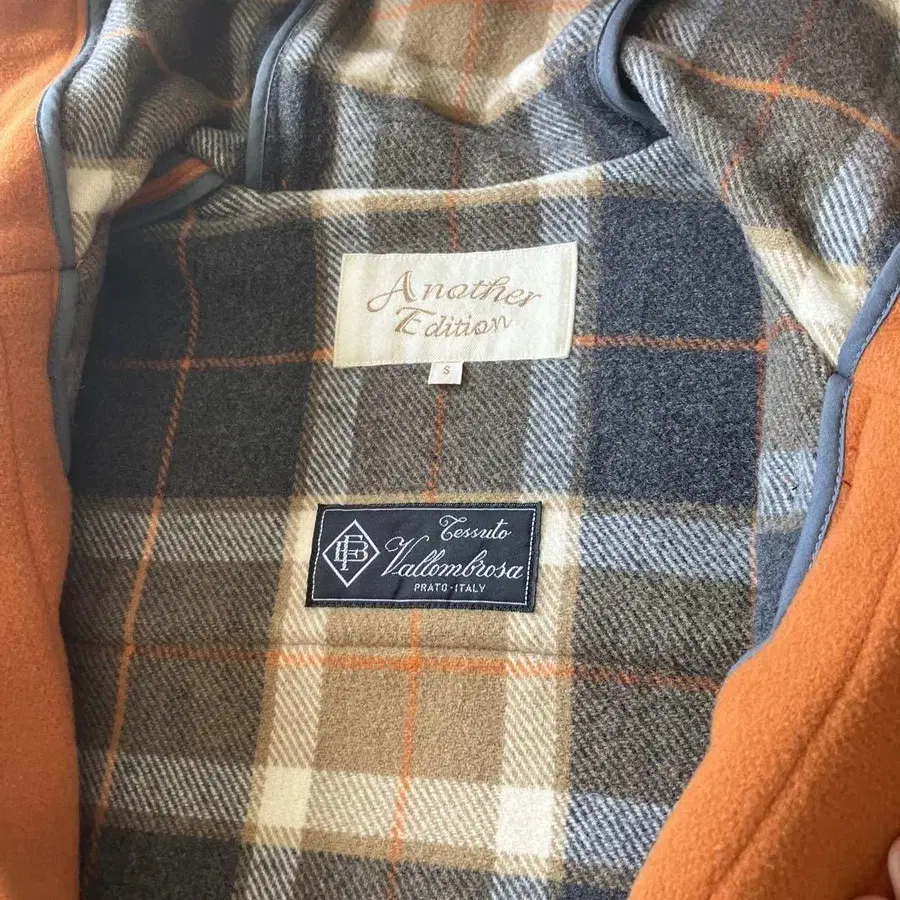 Another
Edition
S
Tessuto
Vallombrosa
PRATO·ITALY